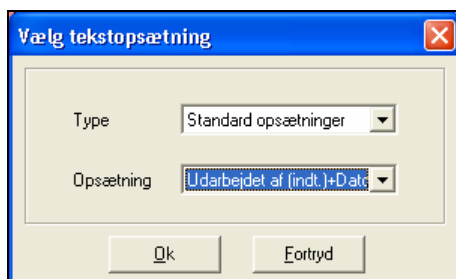 Vælg tekstopsætning
Type
Standard opsætninger
Opsætning
Udarbejdet af (indt.)+Dato
Ok
Fortryd